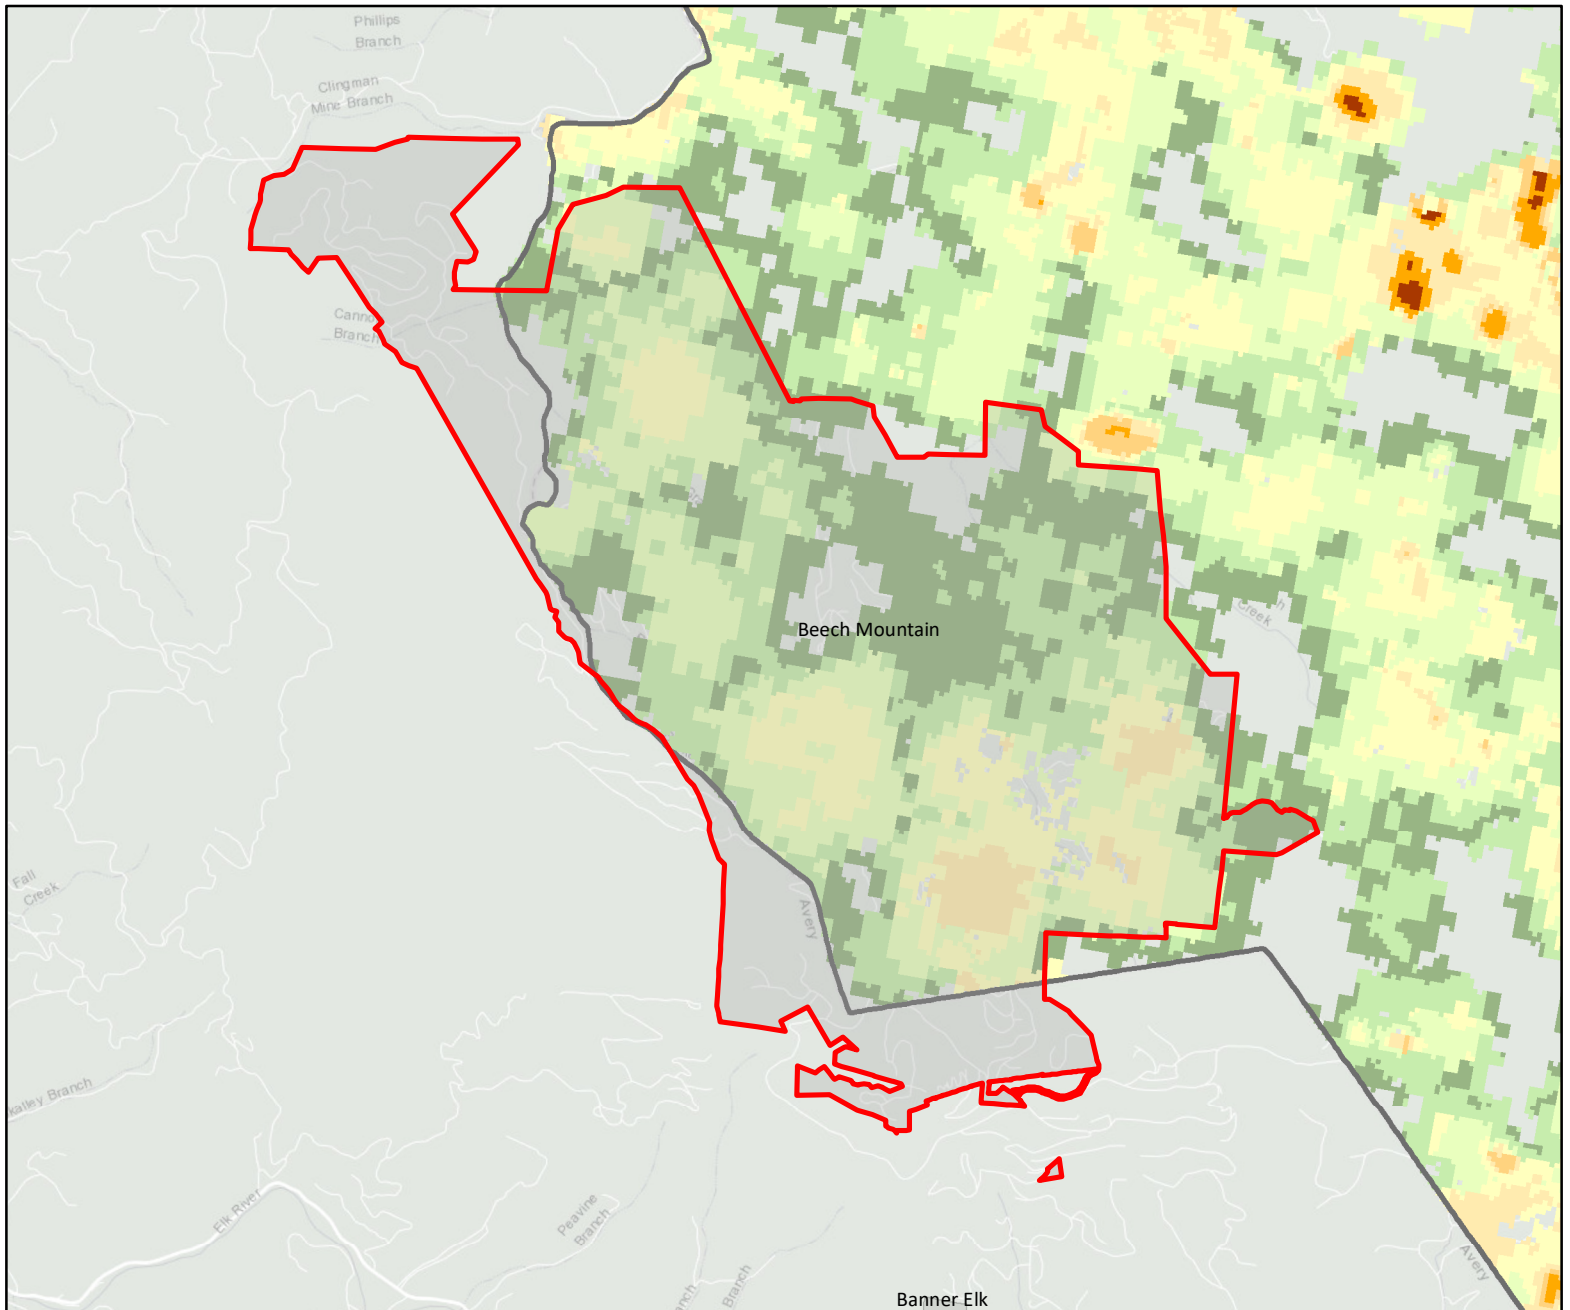 Phillips
Branch
Clingman
Mine Branch
Branch
Beech Mountain
Creek
Avery
Fall
Creek
Branch
Elk River
Peavine
Branch
Branch
Avery
Banner Elk